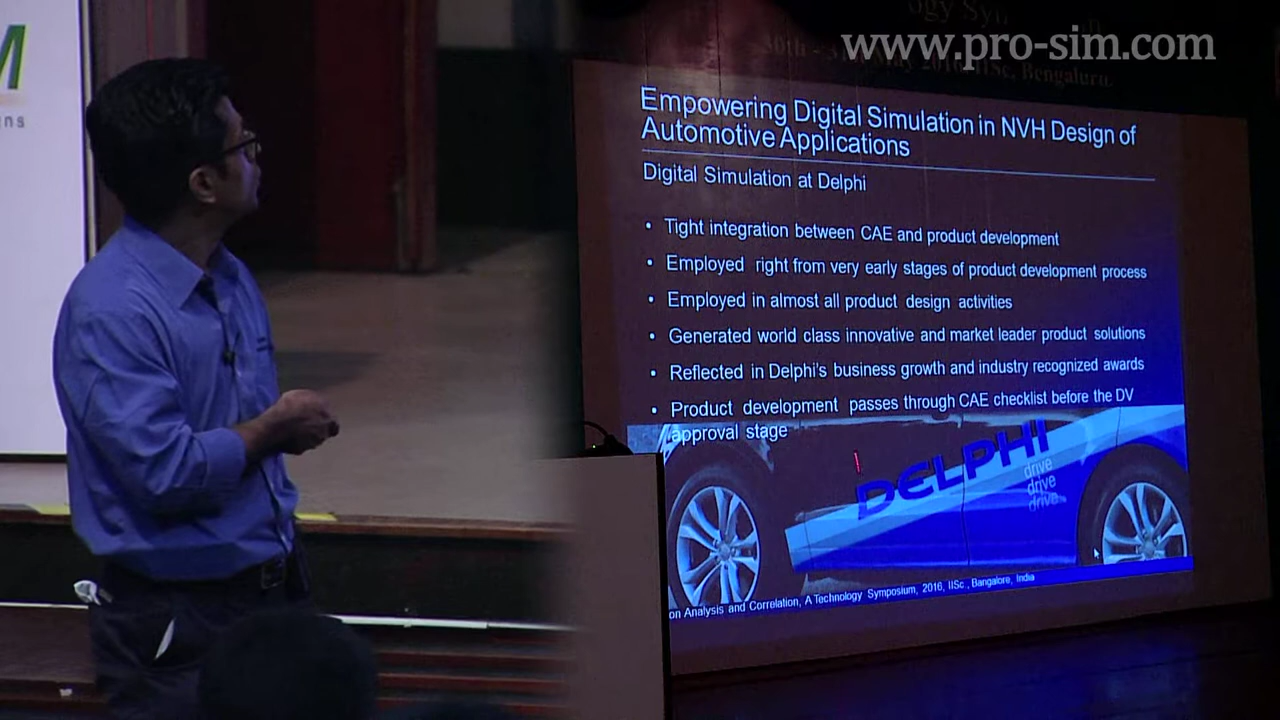 www.pro-sim.com
M
ns
IISc, Bengaluru.
Empowering Digital Simulation in NVH Design of
Automotive Applications
Digital Simulation at Delphi
• Tight integration between CAE and product development
• Employed right from very early stages of product development process
• Employed in almost all product design activities
• Generated world class innovative and market leader product solutions
• Reflected in Delphi's business growth and industry recognized awards
• Product development passes through CAE checklist before the DV
approval stage
DELPHI
drive
drive
drive
on Analysis and Correlation, A Technology Symposium, 2016, IISc., Bangalore, India